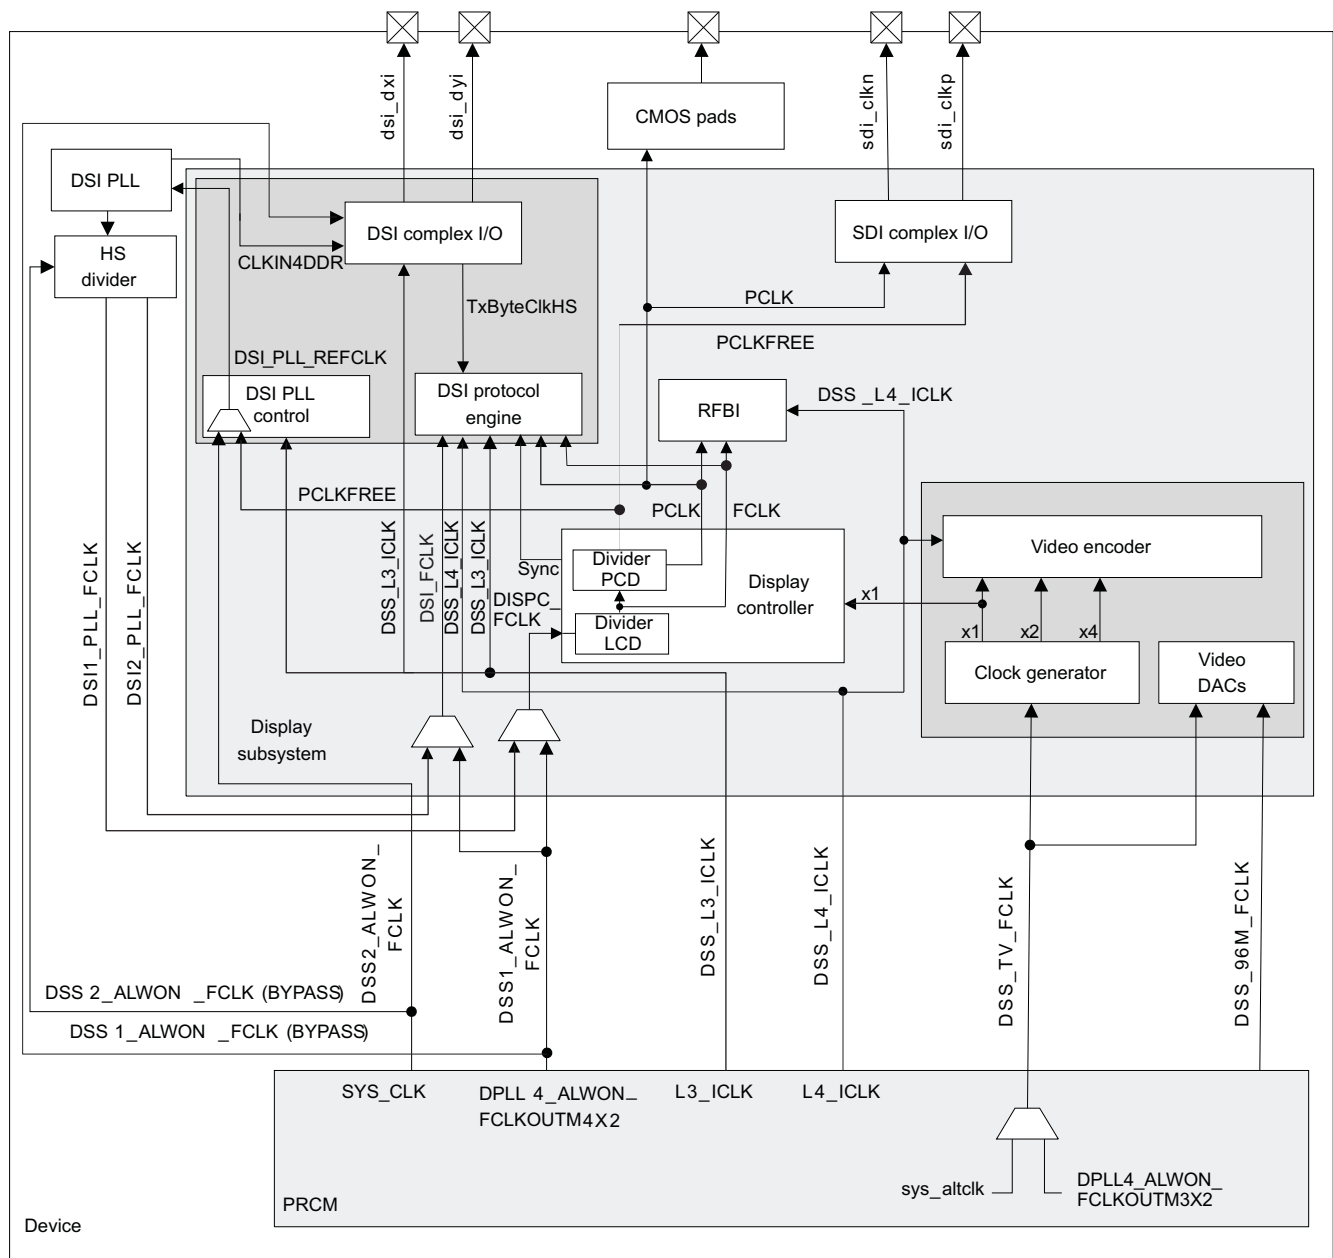 dsi_dxi
dsi_dyi
sdi_clkn
sdi_clkp
CMOS pads
DSI PLL
HS
divider
DSI complex I/O
SDI complex I/O
CLKIN4DDR
TxByteClkHS
PCLK
PCLKFREE
DSI_PLL_REFCLK
DSI PLL
control
DSI protocol
engine
RFBI
DSS _L4_ICLK
PCLKFREE
PCLK
FCLK
DSI1_PLL_FCLK
DSI2_PLL_FCLK
DSS_L3_ICLK
DSI_FCLK
DSS_L4_ICLK
DSS_L3_ICLK
Sync
DISPC_
FCLK
Divider
PCD
Divider
LCD
Display
controller
Video encoder
x1
x1
x2
x4
Clock generator
Video
DACs
Display
subsystem
DSS2_ALWON_
FCLK
DSS1_ALWON_
FCLK
DSS_L3_ICLK
DSS_L4_ICLK
DSS_TV_FCLK
DSS_96M_FCLK
DSS 2_ALWON _FCLK (BYPASS)
DSS 1_ALWON _FCLK (BYPASS)
SYS_CLK
DPLL 4_ALWON_
FCLKOUTM4X2
L3_ICLK
L4_ICLK
sys_altclk
DPLL4_ALWON_
FCLKOUTM3X2
PRCM
Device